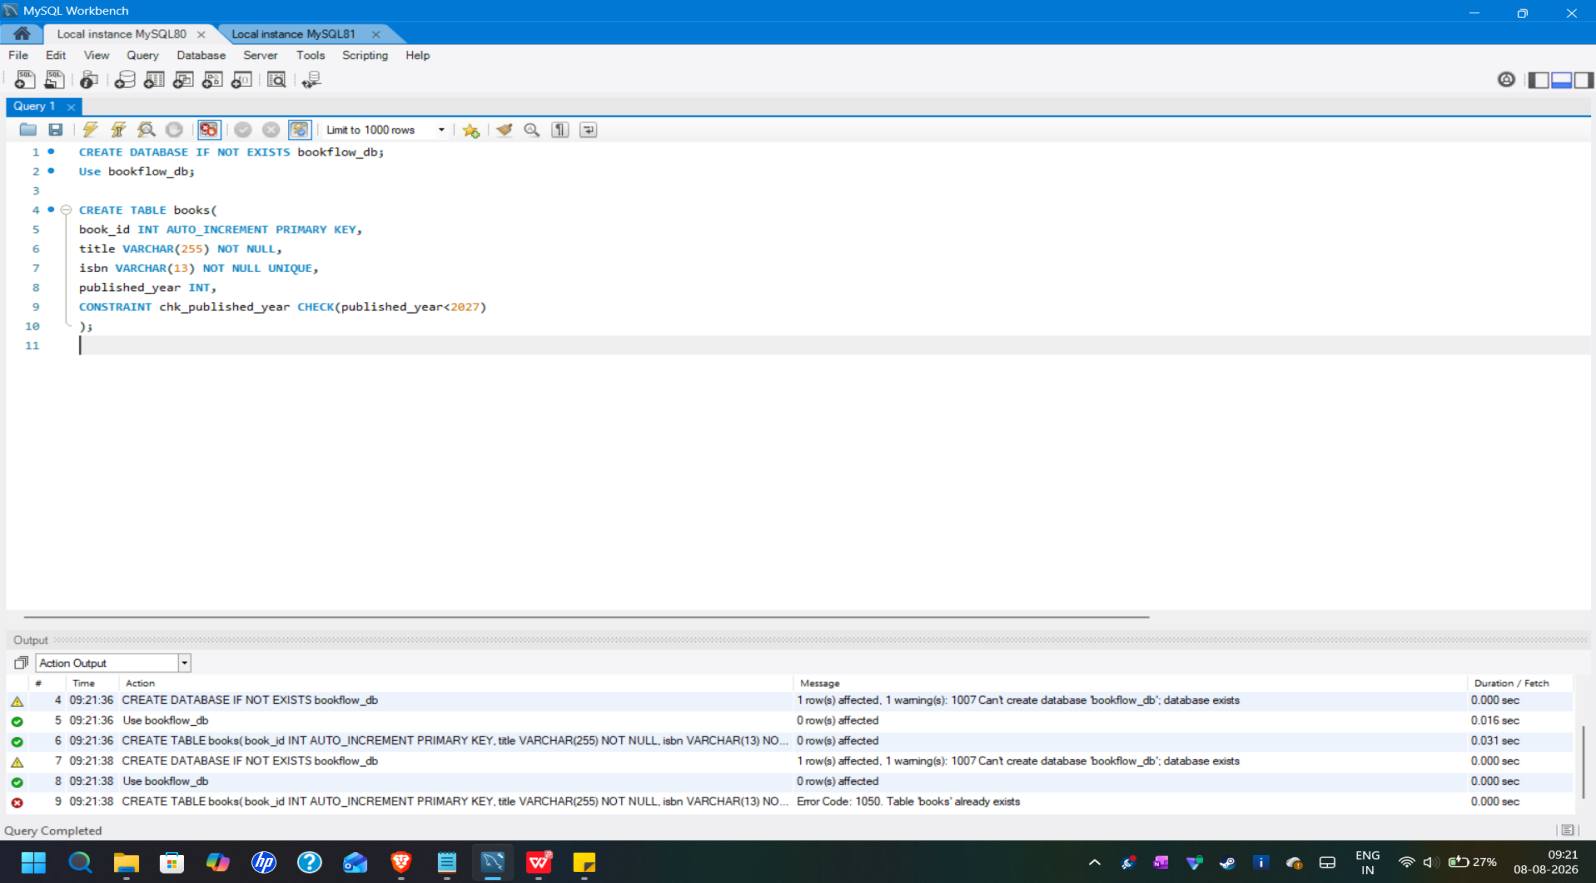 MySQL Workbench
Local instance MySQL80 Local instance MySQL81
File Edit View Query Database Server Tools Scripting Help
Query 1
Limit to 1000 rows
1 CREATE DATABASE IF NOT EXISTS bookflow_db;
2 Use bookflow_db;
3
4 CREATE TABLE books(
5 book_id INT AUTO_INCREMENT PRIMARY KEY,
6 title VARCHAR(255) NOT NULL,
7 isbn VARCHAR(13) NOT NULL UNIQUE,
8 published_year INT,
9 CONSTRAINT chk_published_year CHECK(published_year<2027)
10 );
11
Output
Action Output
# Time Action Message Duration / Fetch
4 09:21:36 CREATE DATABASE IF NOT EXISTS bookflow_db 1 row(s) affected, 1 warning(s): 1007 Can't create database 'bookflow_db'; database exists 0.000 sec
5 09:21:36 Use bookflow_db 0 row(s) affected 0.016 sec
6 09:21:36 CREATE TABLE books( book_id INT AUTO_INCREMENT PRIMARY KEY, title VARCHAR(255) NOT NULL, isbn VARCHAR(13) NO... 0 row(s) affected 0.031 sec
7 09:21:38 CREATE DATABASE IF NOT EXISTS bookflow_db 1 row(s) affected, 1 warning(s): 1007 Can't create database 'bookflow_db'; database exists 0.000 sec
8 09:21:38 Use bookflow_db 0 row(s) affected 0.000 sec
9 09:21:38 CREATE TABLE books( book_id INT AUTO_INCREMENT PRIMARY KEY, title VARCHAR(255) NOT NULL, isbn VARCHAR(13) NO... Error Code: 1050. Table 'books' already exists 0.000 sec
Query Completed
ENG 09:21
IN 27% 08-08-2026